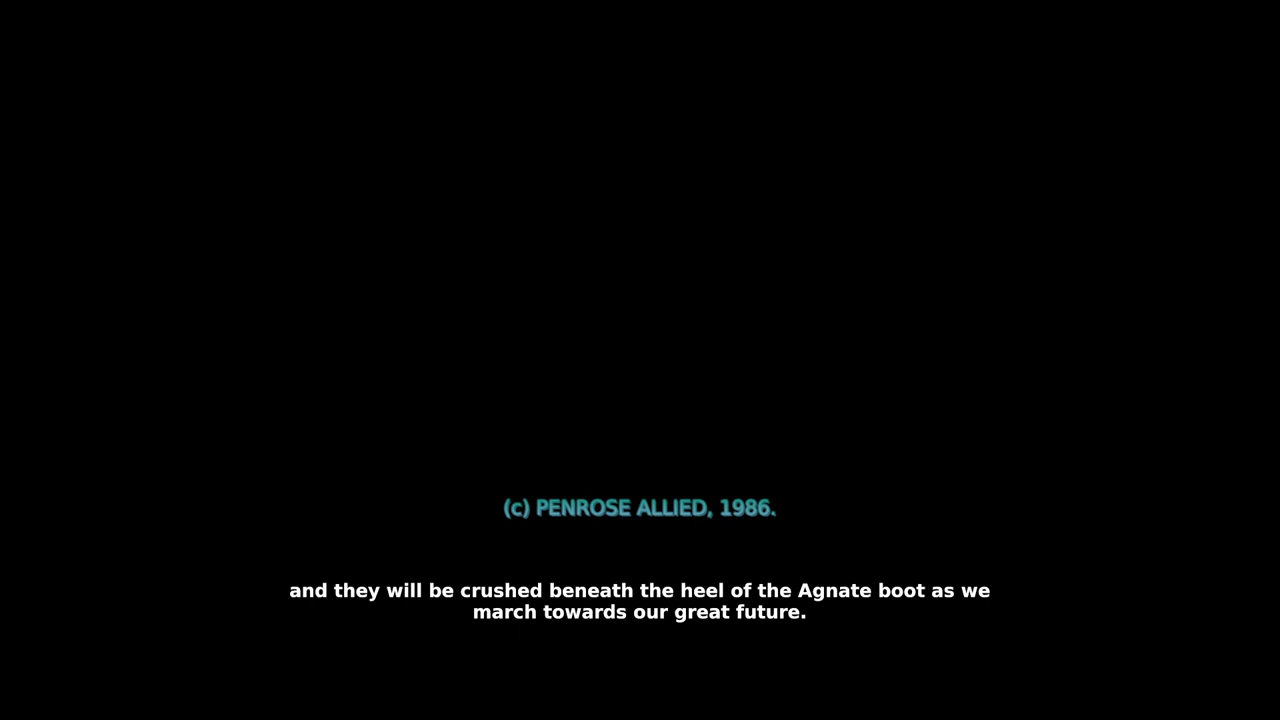 (c) PENROSE ALLIED, 1986.
and they will be crushed beneath the heel of the Agnate boot as we
march towards our great future.